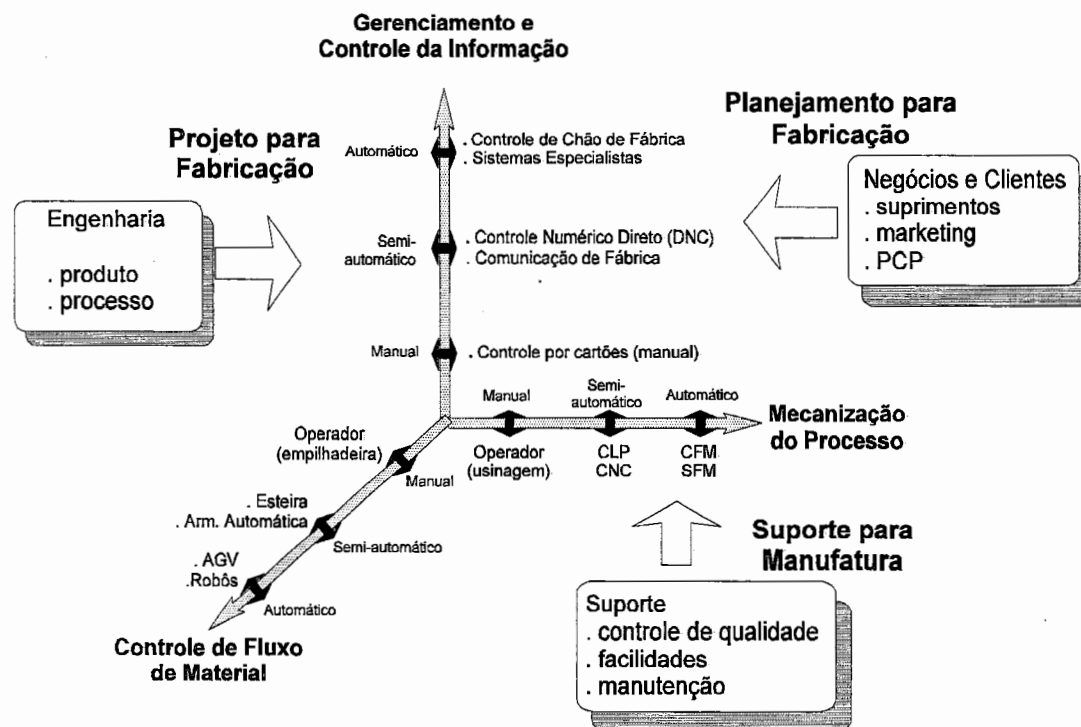 Gerenciamento e
Controle da Informação
Projeto para
Fabricação
Planejamento para
Fabricação
Automático
. Controle de Chão de Fábrica
. Sistemas Especialistas
Engenharia
. produto
. processo
Negócios e Clientes
. suprimentos
. marketing
. PCP
Semi-
automático
. Controle Numérico Direto (DNC)
. Comunicação de Fábrica
Manual
. Controle por cartões (manual)
Manual
Semi-
automático
Automático
Mecanização
do Processo
Operador
(usinagem)
CLP
CNC
CFM
SFM
Operador
(empilhadeira)
Manual
. Esteira
. Arm. Automática
Semi-automático
. AGV
.Robôs
Automático
Controle de Fluxo
de Material
Suporte para
Manufatura
Suporte
. controle de qualidade
. facilidades
. manutenção